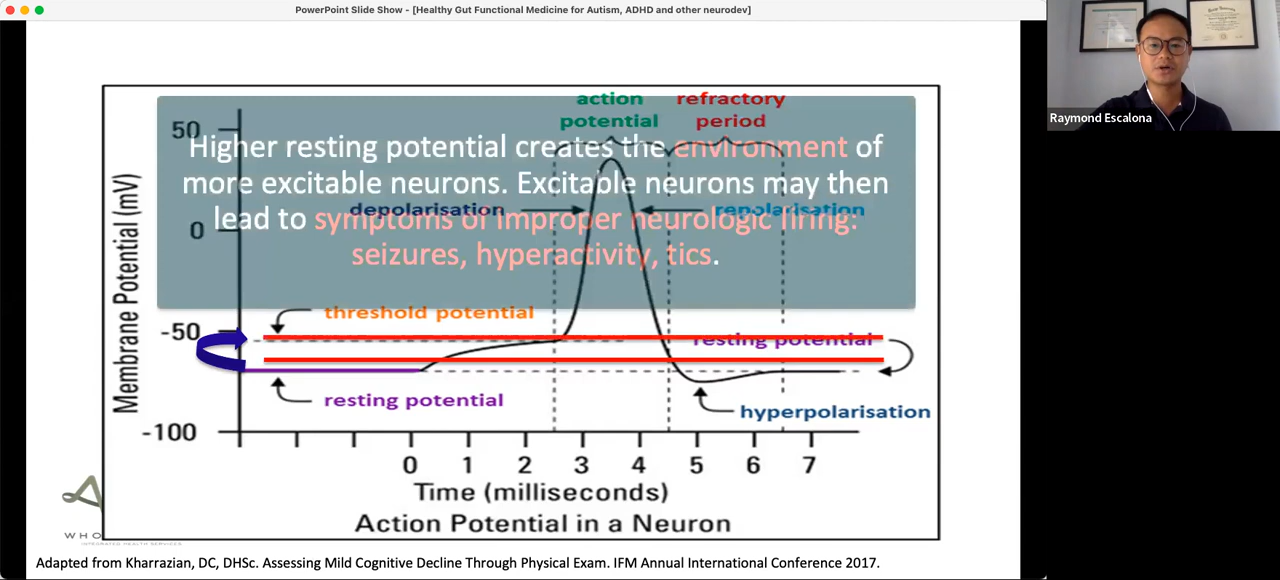 PowerPoint Slide Show - [Healthy Gut Functional Medicine for Autism, ADHD and other neurodev]
Raymond Escalona
action potential
refractory period
Higher resting potential creates the environment of
more excitable neurons. Excitable neurons may then
lead to symptoms of improper neurologic firing:
seizures, hyperactivity, tics.
depolarisation
repolarisation
Membrane Potential (mV)
50
0
-50
-100
threshold potential
resting potential
resting potential
hyperpolarisation
0 1 2 3 4 5 6 7
Time (milliseconds)
Action Potential in a Neuron
WHO
Adapted from Kharrazian, DC, DHSc. Assessing Mild Cognitive Decline Through Physical Exam. IFM Annual International Conference 2017.